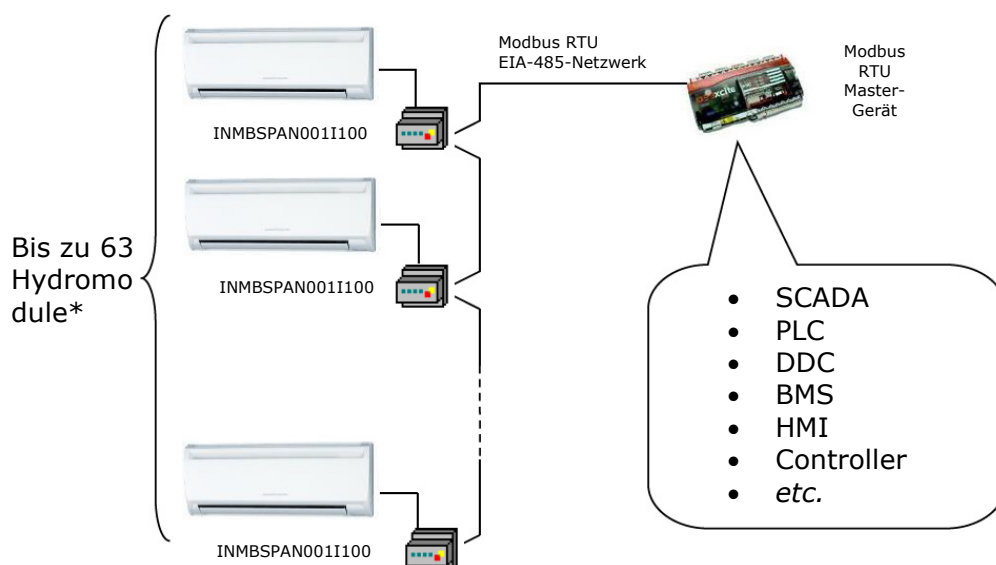 Modbus RTU
EIA-485-Netzwerk
Modbus
RTU
Master-
Gerät
INMBSPAN001I100
INMBSPAN001I100
Bis zu 63
Hydromo
dule*
• SCADA
• PLC
• DDC
• BMS
• HMI
• Controller
• etc.
INMBSPAN001I100